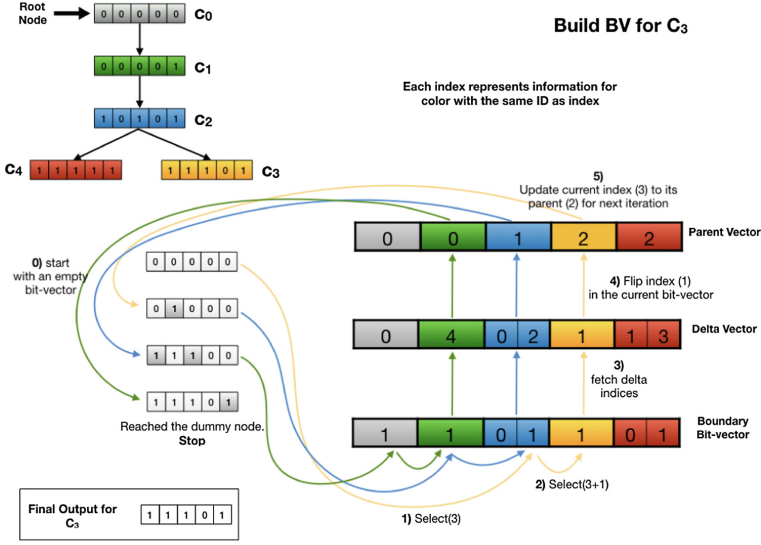 Root
Node
0 0 0 0 0 C0
Build BV for C3
0 0 0 0 1 C1
Each index represents information for
color with the same ID as index
1 0 1 0 1 C2
C4 1 1 1 1 1
1 1 1 0 1 C3
5)
Update current index (3) to its
parent (2) for next iteration
0 0 1 2 2 Parent Vector
0) start
with an empty
bit-vector
0 0 0 0 0
4) Flip index (1)
in the current bit-vector
0 1 0 0 0
0 4 0 2 1 1 3 Delta Vector
1 1 1 0 0
3)
fetch delta
indices
1 1 1 0 1
Reached the dummy node.
Stop
1 1 0 1 1 0 1
Boundary
Bit-vector
2) Select(3+1)
1) Select(3)
Final Output for
C3
1 1 1 0 1